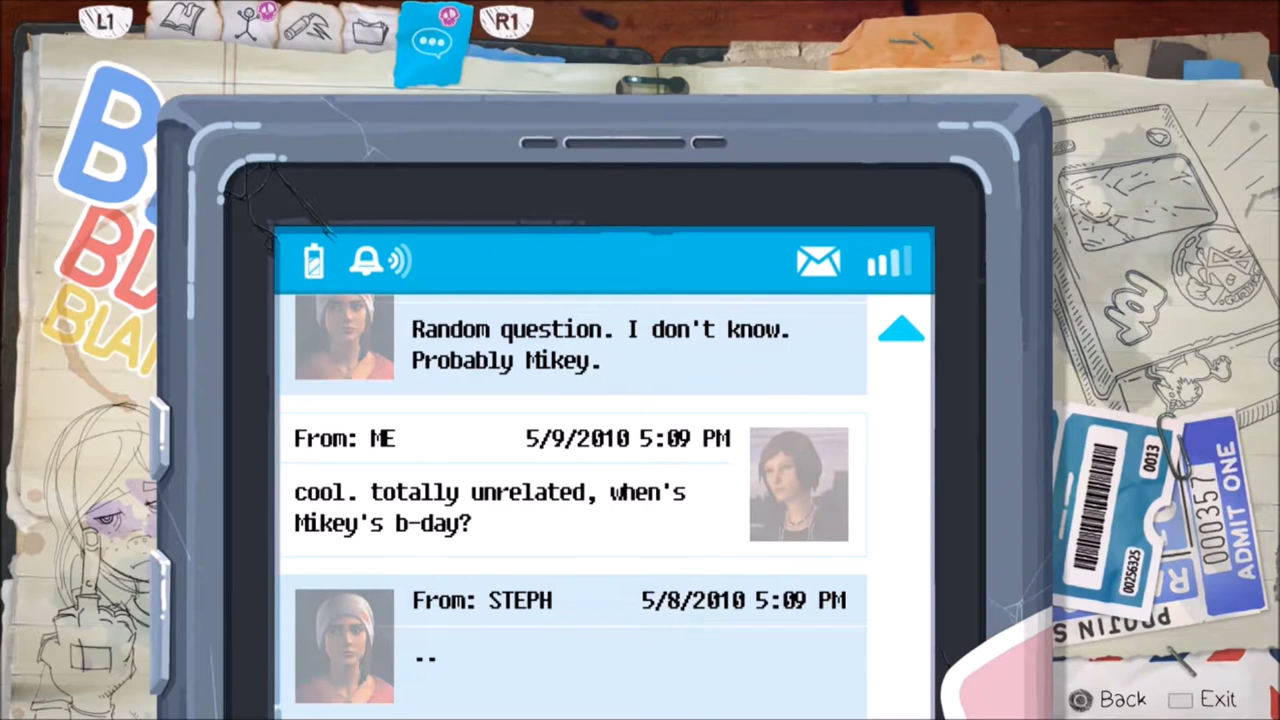 L1
R1
Random question. I don't know.
Probably Mikey.
From: ME 5/9/2010 5:09 PM
cool. totally unrelated, when's
Mikey's b-day?
From: STEPH 5/8/2010 5:09 PM
--
0013
00256325
000357
ADMIT ONE
Back Exit